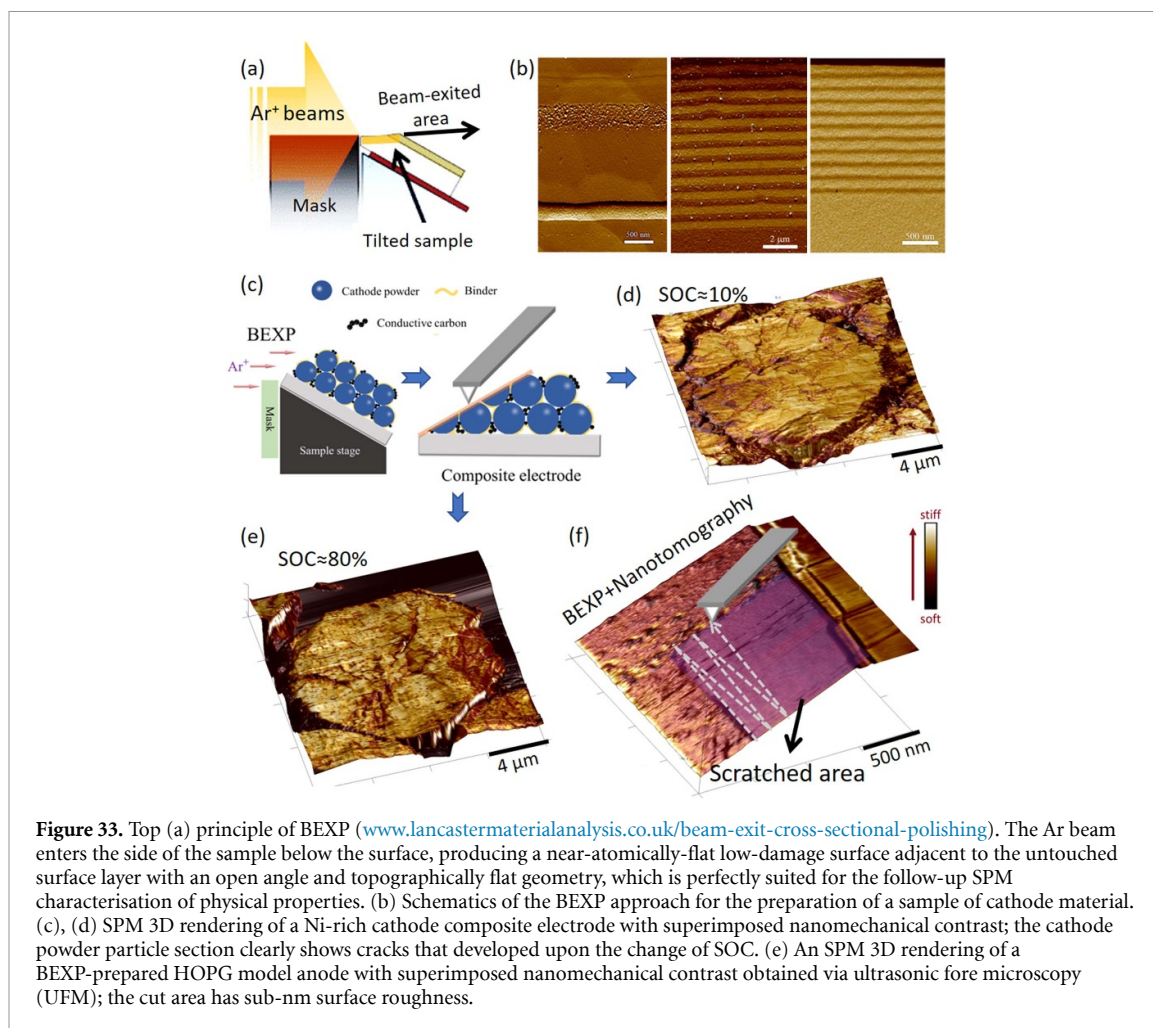 (a)
Ar⁺ beams
Beam-exited
area
Mask
Tilted sample
(b)
500 nm
2 μm
500 nm
(c)
Cathode powder
Binder
Conductive carbon
BEXP
Ar⁺
Mask
Sample stage
Composite electrode
(d)
SOC≈10%
4 μm
(e)
SOC≈80%
4 μm
(f)
BEXP+Nanotomography
stiff
soft
500 nm
Scratched area
Figure 33. Top (a) principle of BEXP (www.lancastermaterialanalysis.co.uk/beam-exit-cross-sectional-polishing). The Ar beam
enters the side of the sample below the surface, producing a near-atomically-flat low-damage surface adjacent to the untouched
surface layer with an open angle and topographically flat geometry, which is perfectly suited for the follow-up SPM
characterisation of physical properties. (b) Schematics of the BEXP approach for the preparation of a sample of cathode material.
(c), (d) SPM 3D rendering of a Ni-rich cathode composite electrode with superimposed nanomechanical contrast; the cathode
powder particle section clearly shows cracks that developed upon the change of SOC. (e) An SPM 3D rendering of a
BEXP-prepared HOPG model anode with superimposed nanomechanical contrast obtained via ultrasonic fore microscopy
(UFM); the cut area has sub-nm surface roughness.